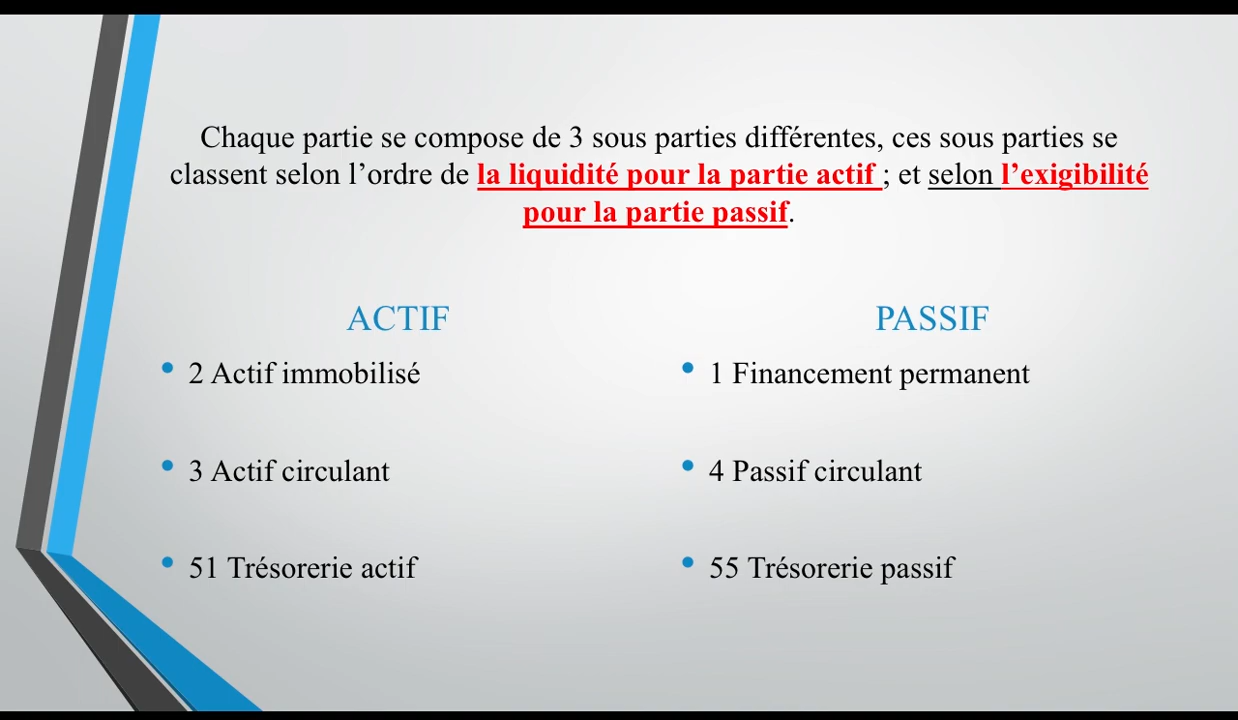 Chaque partie se compose de 3 sous parties différentes, ces sous parties se
classent selon l’ordre de la liquidité pour la partie actif ; et selon l’exigibilité
pour la partie passif.
ACTIF
• 2 Actif immobilisé
• 3 Actif circulant
• 51 Trésorerie actif
PASSIF
• 1 Financement permanent
• 4 Passif circulant
• 55 Trésorerie passif